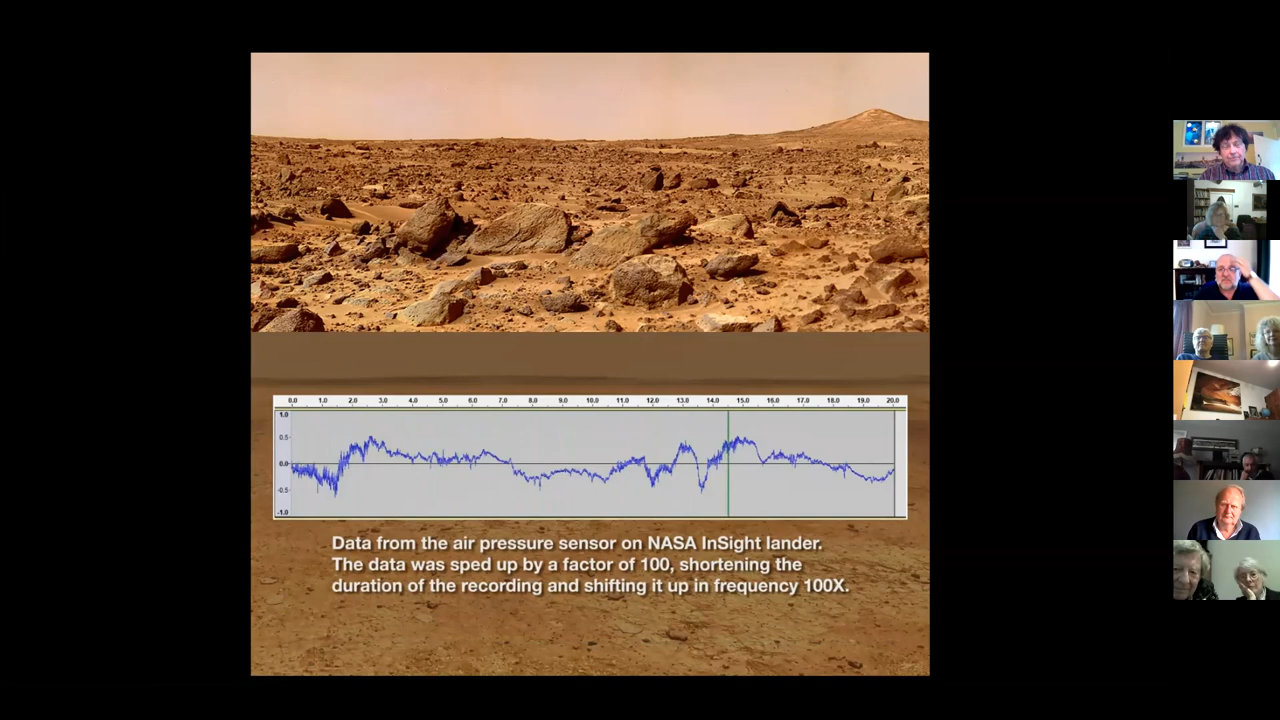 0.0 1.0 2.0 3.0 4.0 5.0 6.0 7.0 8.0 9.0 10.0 11.0 12.0 13.0 14.0 15.0 16.0 17.0 18.0 19.0 20.0
1.0
0.5
0.0
-0.5
-1.0
Data from the air pressure sensor on NASA InSight lander.
The data was sped up by a factor of 100, shortening the
duration of the recording and shifting it up in frequency 100X.